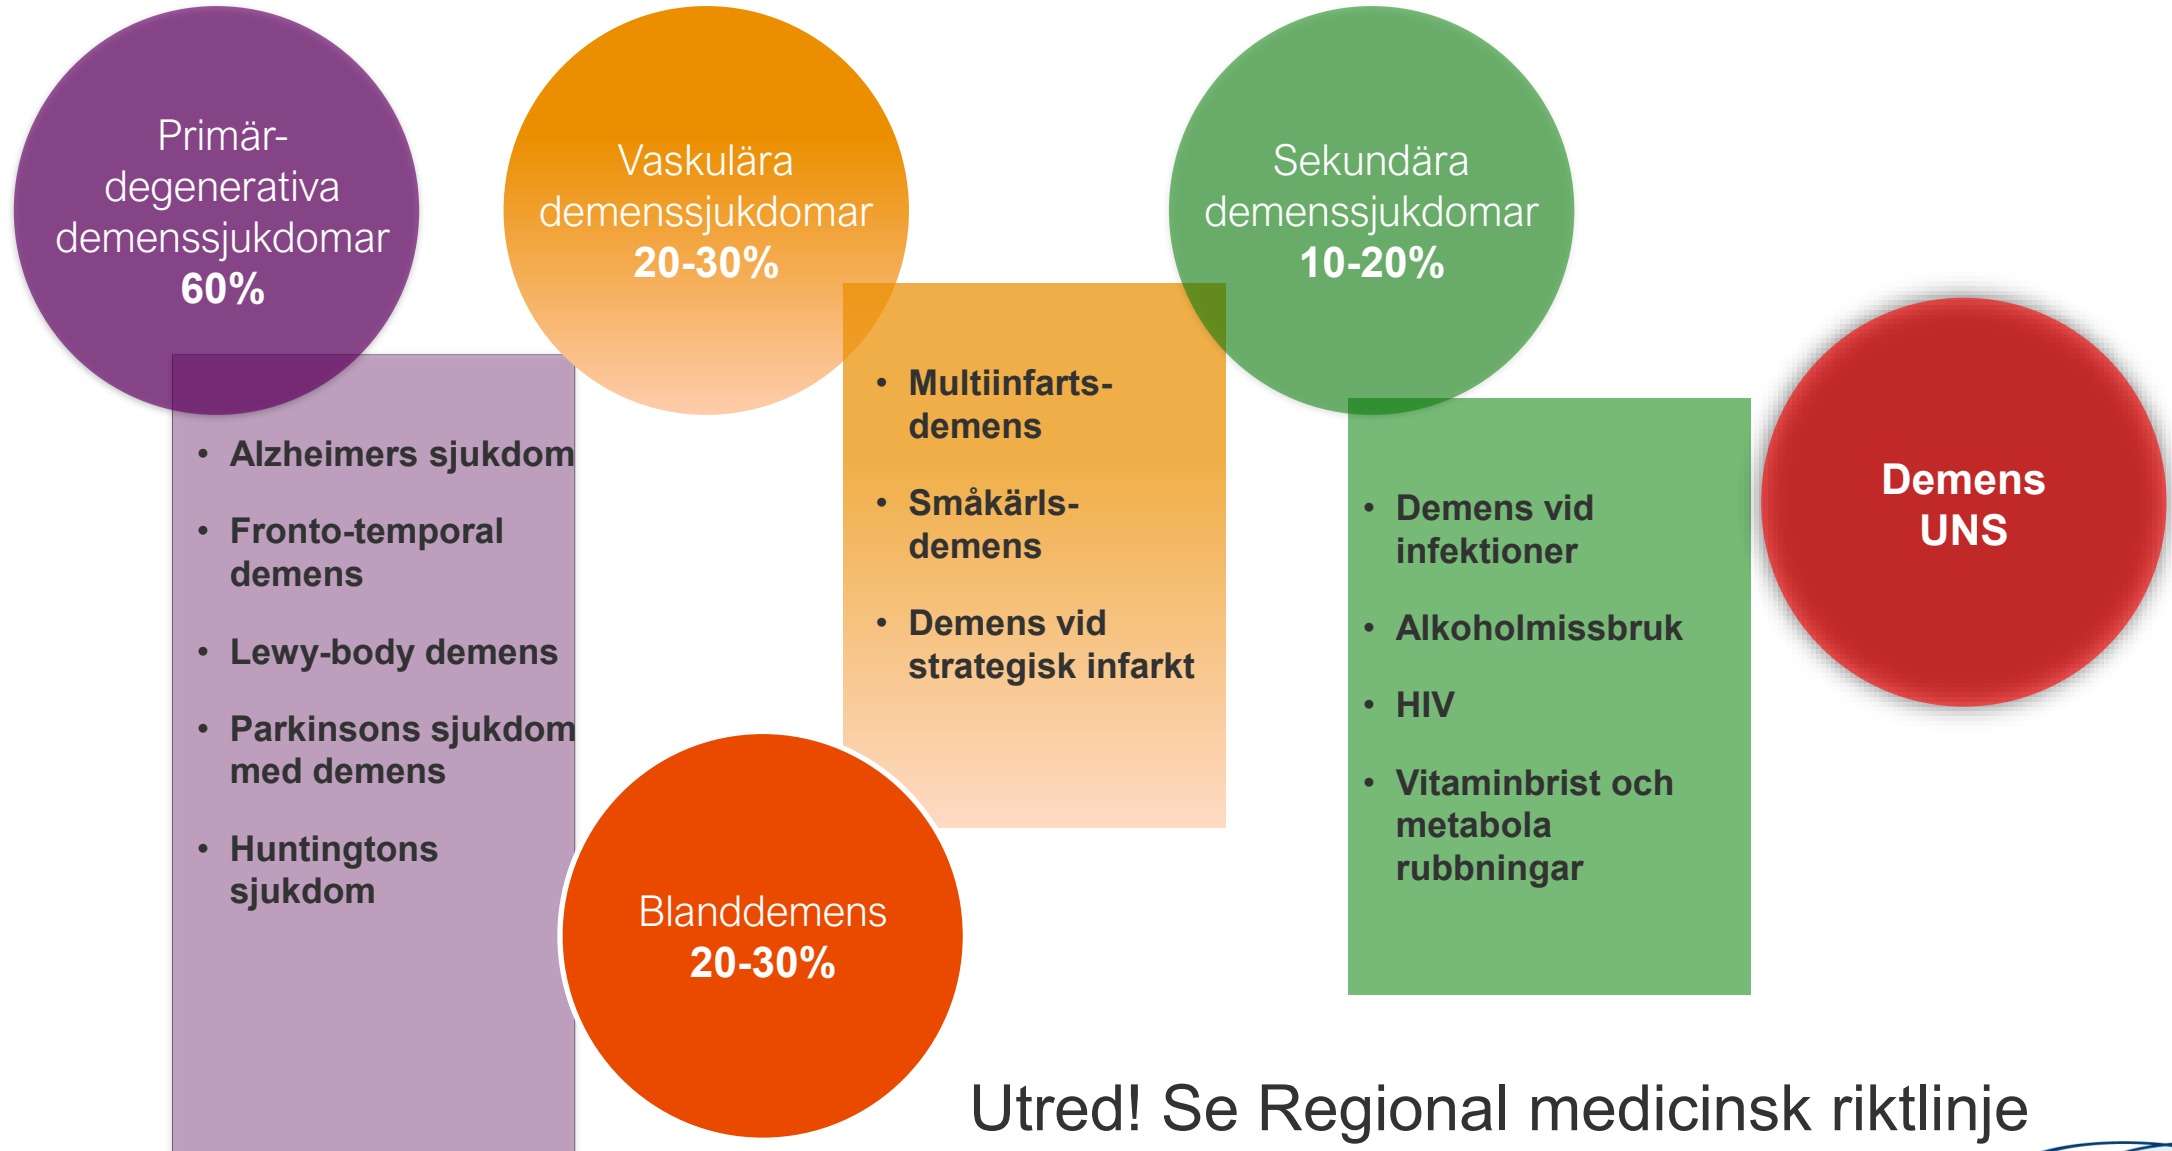 Primär-
degenerativa
demenssjukdomar
60%
• Alzheimers sjukdom
• Fronto-temporal
demens
• Lewy-body demens
• Parkinsons sjukdom
med demens
• Huntingtons
sjukdom
Vaskulära
demenssjukdomar
20-30%
• Multiinfarts-
demens
• Småkärls-
demens
• Demens vid
strategisk infarkt
Blanddemens
20-30%
Sekundära
demenssjukdomar
10-20%
• Demens vid
infektioner
• Alkoholmissbruk
• HIV
• Vitaminbrist och
metabola
rubbningar
Demens
UNS
Utred! Se Regional medicinsk riktlinje